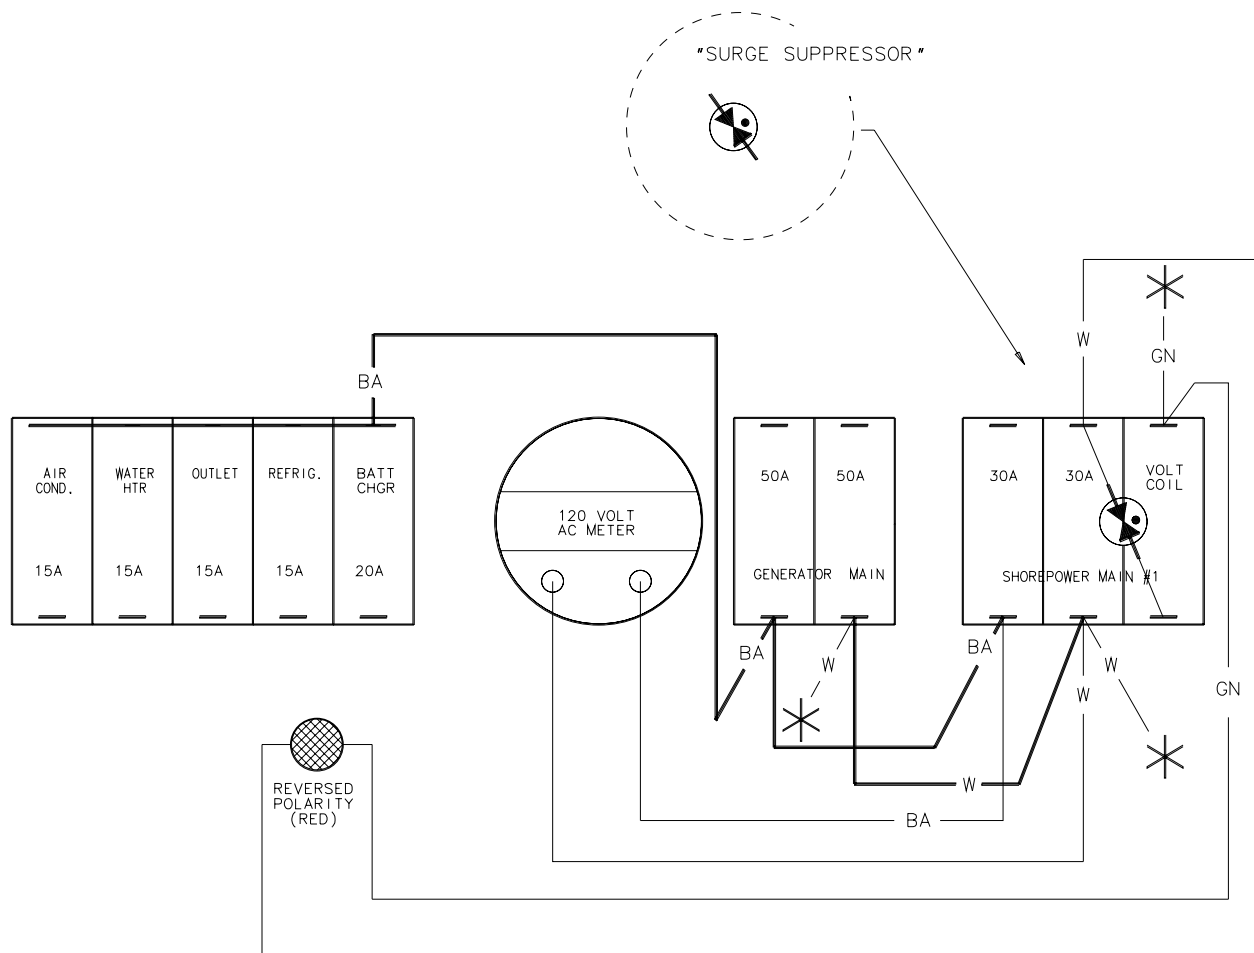 "SURGE SUPPRESSOR"
W
GN
BA
AIR
COND.
15A
WATER
HTR
15A
OUTLET
15A
REFRIG.
15A
BATT
CHGR
20A
120 VOLT
AC METER
50A
50A
GENERATOR MAIN
30A
30A
VOLT
COIL
SHOREPOWER MAIN #1
BA
W
BA
W
W
GN
W
BA
REVERSED
POLARITY
(RED)